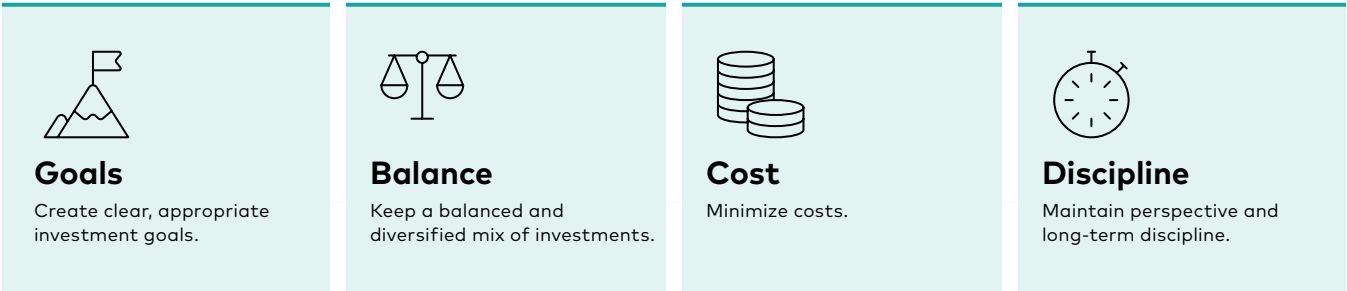 Goals
Create clear, appropriate
investment goals.
Balance
Keep a balanced and
diversified mix of investments.
Cost
Minimize costs.
Discipline
Maintain perspective and
long-term discipline.